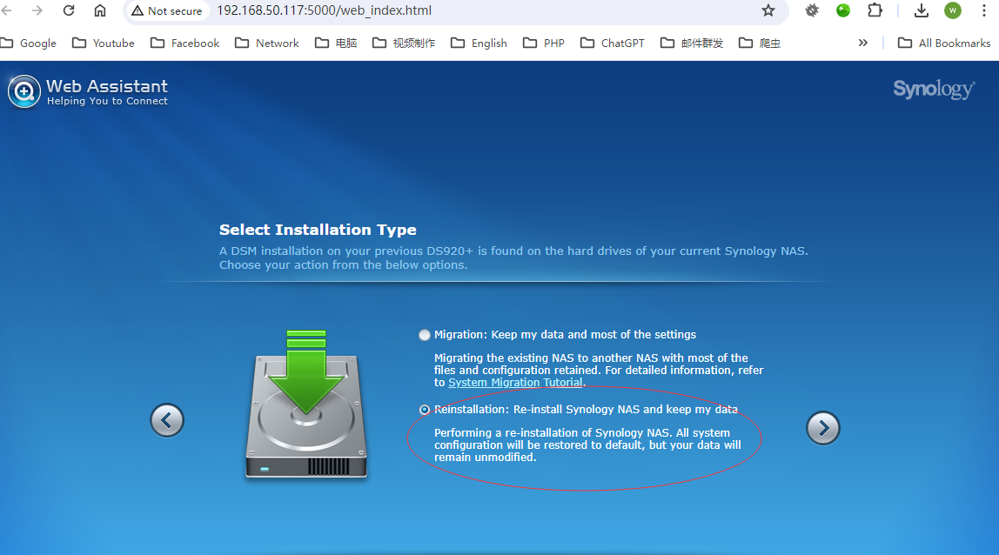 Not secure
192.168.50.117:5000/web_index.html
W
Google
Youtube
Facebook
Network
电脑
视频制作
English
PHP
ChatGPT
邮件群发
爬虫
»
All Bookmarks
Web Assistant
Helping You to Connect
Synology
Select Installation Type
A DSM installation on your previous DS920+ is found on the hard drives of your current Synology NAS.
Choose your action from the below options.
Migration: Keep my data and most of the settings
Migrating the existing NAS to another NAS with most of the
files and configuration retained. For detailed information, refer
to System Migration Tutorial.
Reinstallation: Re-install Synology NAS and keep my data
Performing a re-installation of Synology NAS. All system
configuration will be restored to default, but your data will
remain unmodified.